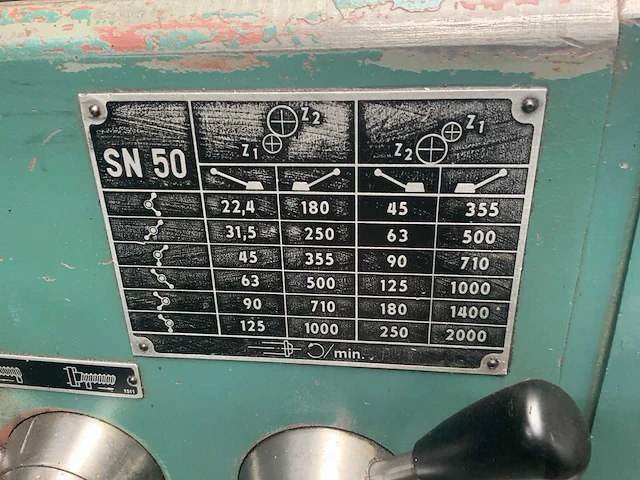 Z2
Z1
Z1
Z2
SN 50
22,4 180 45 355
31,5 250 63 500
45 355 90 710
63 500 125 1000
90 710 180 1400
125 1000 250 2000
/min.
1311